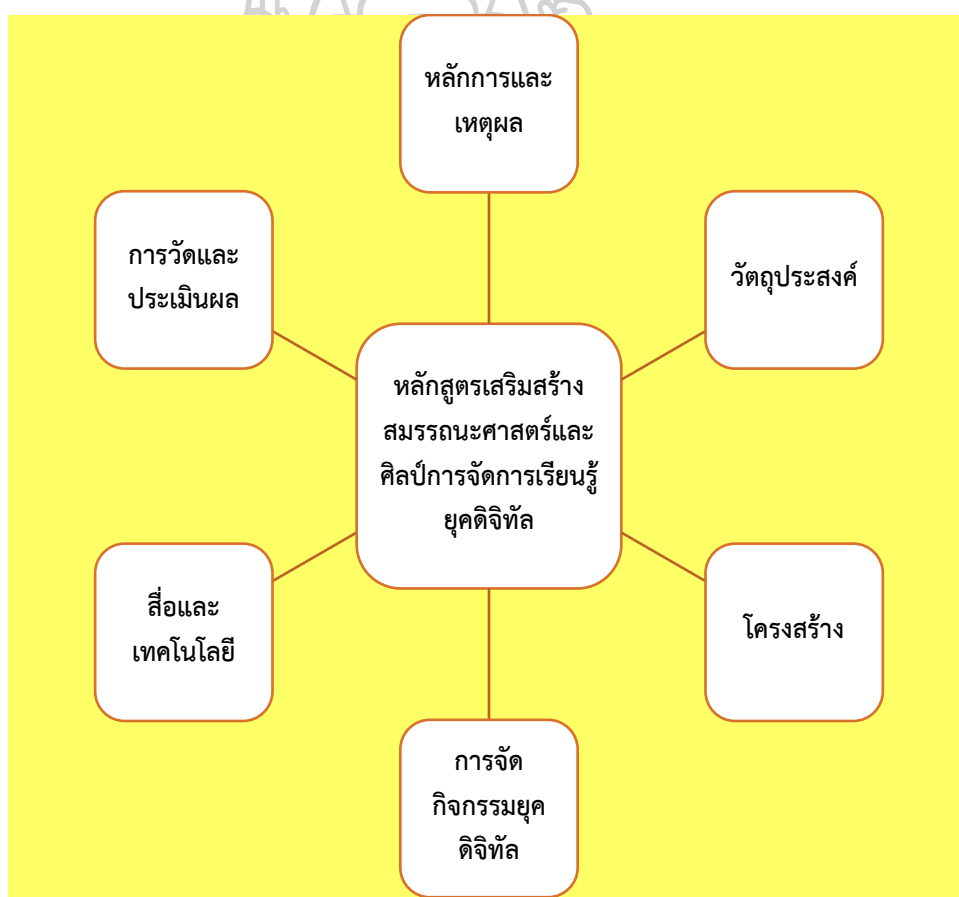 หลักการและ
เหตุผล
การวัดและ
ประเมินผล
วัตถุประสงค์
หลักสูตรเสริมสร้าง
สมรรถนะศาสตร์และ
ศิลป์การจัดการเรียนรู้
ยุคดิจิทัล
สื่อและ
เทคโนโลยี
โครงสร้าง
การจัด
กิจกรรมยุค
ดิจิทัล